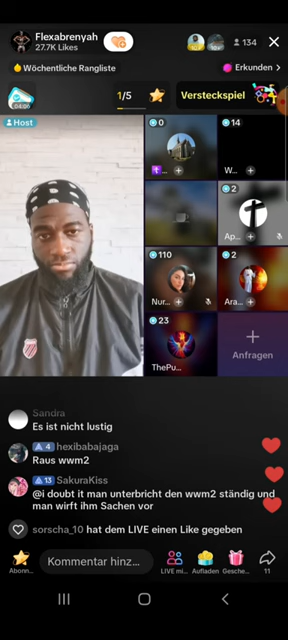 Flexabrenyah
27.7K Likes
134
Wöchentliche Rangliste
Erkunden >
04:06
1/5
Versteckspiel
Host
0
14
W...
2
Ap...
110
Nur...
2
Ara...
23
ThePu...
Anfragen
Sandra
Es ist nicht lustig
4 hexibabajaga
Raus wwm2
13 SakuraKiss
@i doubt it man unterbricht den wwm2 ständig und
man wirft ihm Sachen vor
sorscha_10 hat dem LIVE einen Like gegeben
Kommentar hinz...
Abonn...
LIVE mi...
Aufladen
Gesche...
11